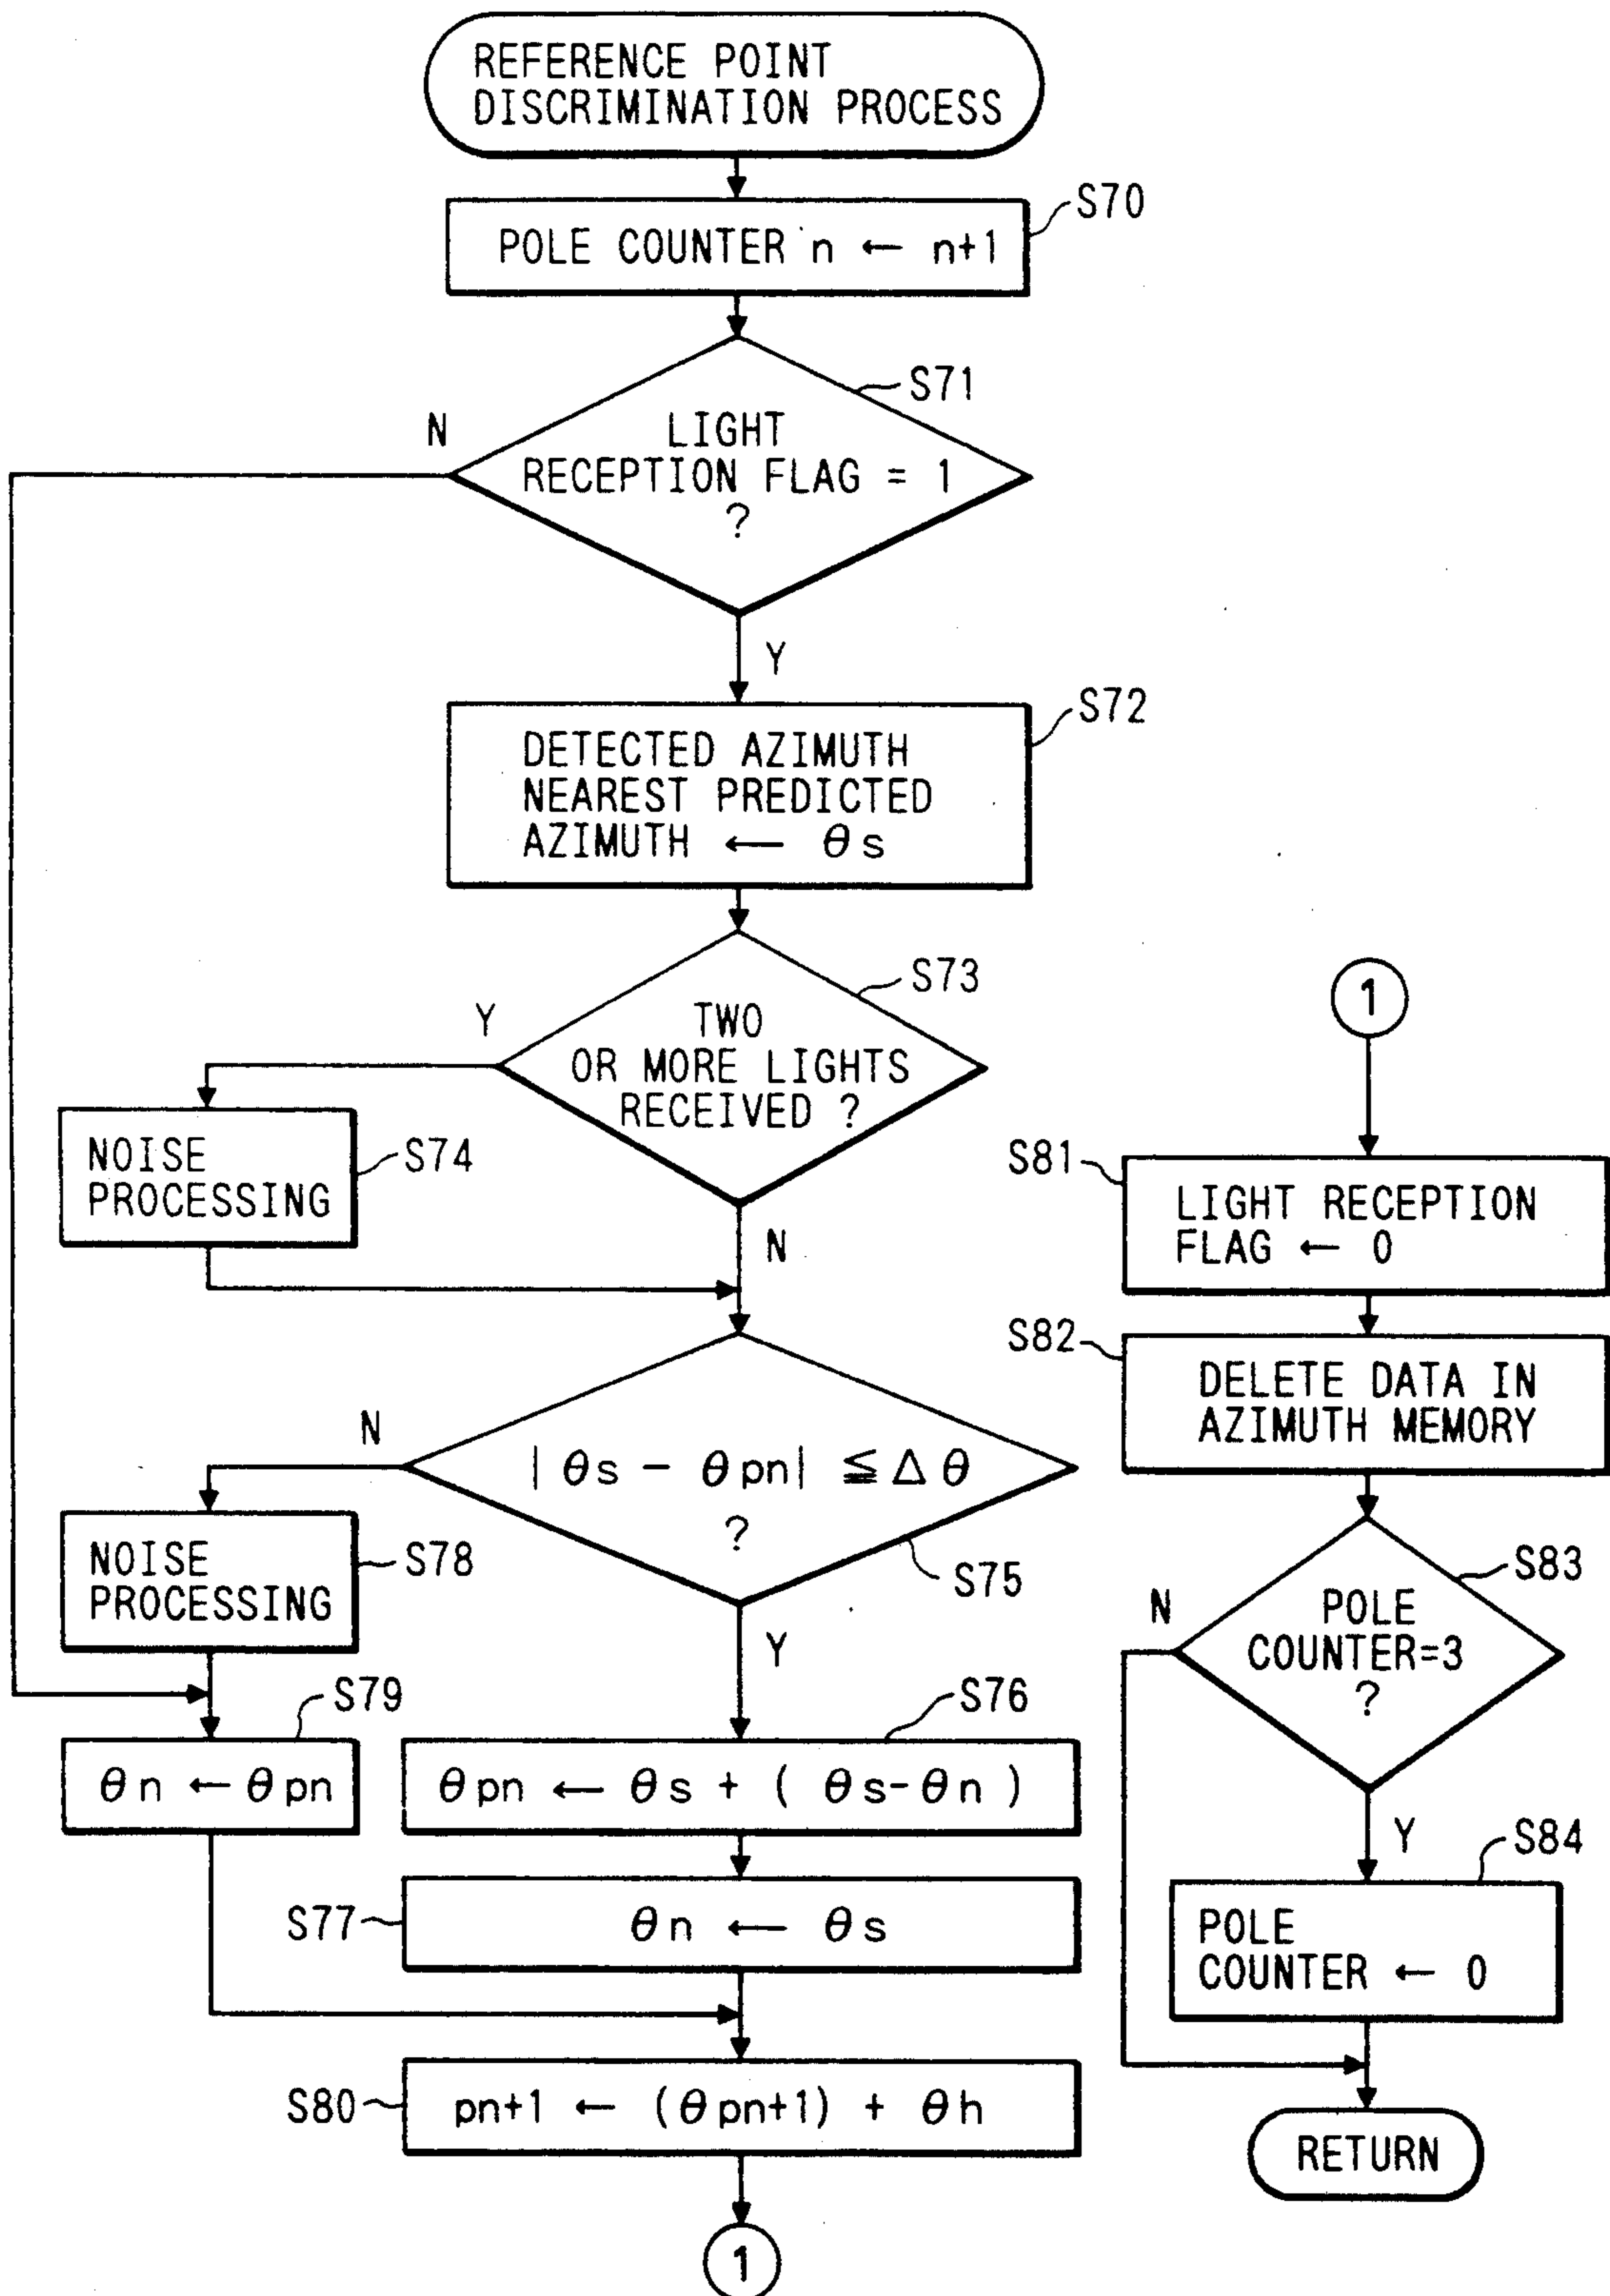 REFERENCE POINT
DISCRIMINATION PROCESS
S70
POLE COUNTER n ← n+1
S71
N
LIGHT
RECEPTION FLAG = 1
?
Y
S72
DETECTED AZIMUTH
NEAREST PREDICTED
AZIMUTH ← θs
S73
Y
TWO
OR MORE LIGHTS
RECEIVED ?
S74
NOISE
PROCESSING
N
N
| θs - θpn| ≦ Δθ
?
S75
S78
NOISE
PROCESSING
Y
S79
θn ← θpn
S76
θpn ← θs + ( θs-θn )
S77
θn ← θs
S80
pn+1 ← (θpn+1) + θh
1
1
S81
LIGHT RECEPTION
FLAG ← 0
S82
DELETE DATA IN
AZIMUTH MEMORY
S83
N
POLE
COUNTER=3
?
Y
S84
POLE
COUNTER ← 0
RETURN